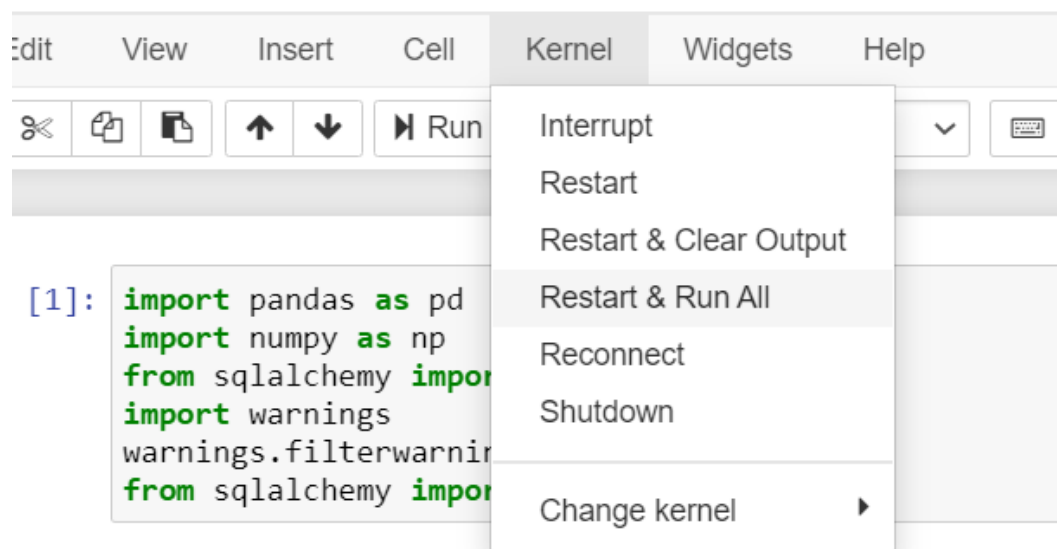 Edit View Insert Cell Kernel Widgets Help
Run
Interrupt
Restart
Restart & Clear Output
Restart & Run All
Reconnect
Shutdown
Change kernel
[1]:
import pandas as pd
import numpy as np
from sqlalchemy impor
import warnings
warnings.filterwarnin
from sqlalchemy impor